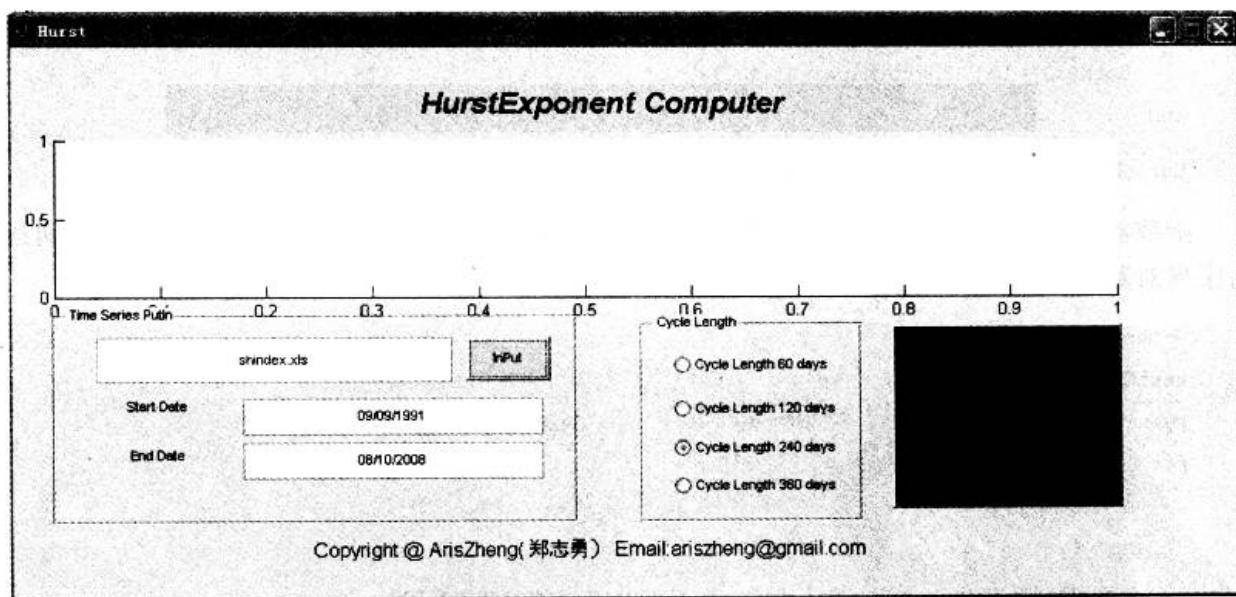 Hurst
HurstExponent Computer
1
0.5
0
0 0.1 0.2 0.3 0.4 0.5 0.6 0.7 0.8 0.9 1
Time Series Putin
shindex.xls
InPut
Start Date
09/09/1991
End Date
08/10/2008
Cycle Length
Cycle Length 60 days
Cycle Length 120 days
Cycle Length 240 days
Cycle Length 360 days
Copyright @ ArisZheng(郑志勇) Email:ariszheng@gmail.com